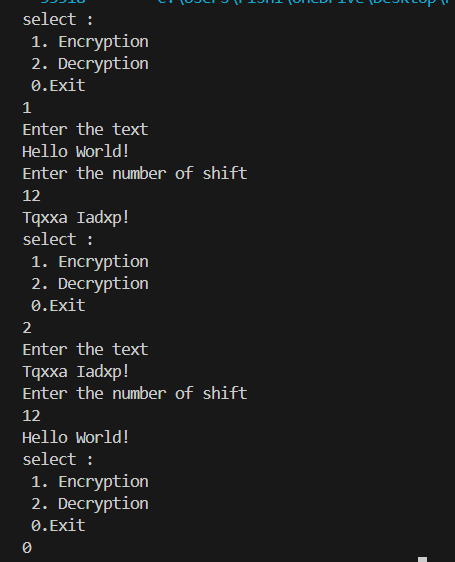 select :
 1. Encryption
 2. Decryption
 0.Exit
1
Enter the text
Hello World!
Enter the number of shift
12
Tqxxa Iadxp!
select :
 1. Encryption
 2. Decryption
 0.Exit
2
Enter the text
Tqxxa Iadxp!
Enter the number of shift
12
Hello World!
select :
 1. Encryption
 2. Decryption
 0.Exit
0